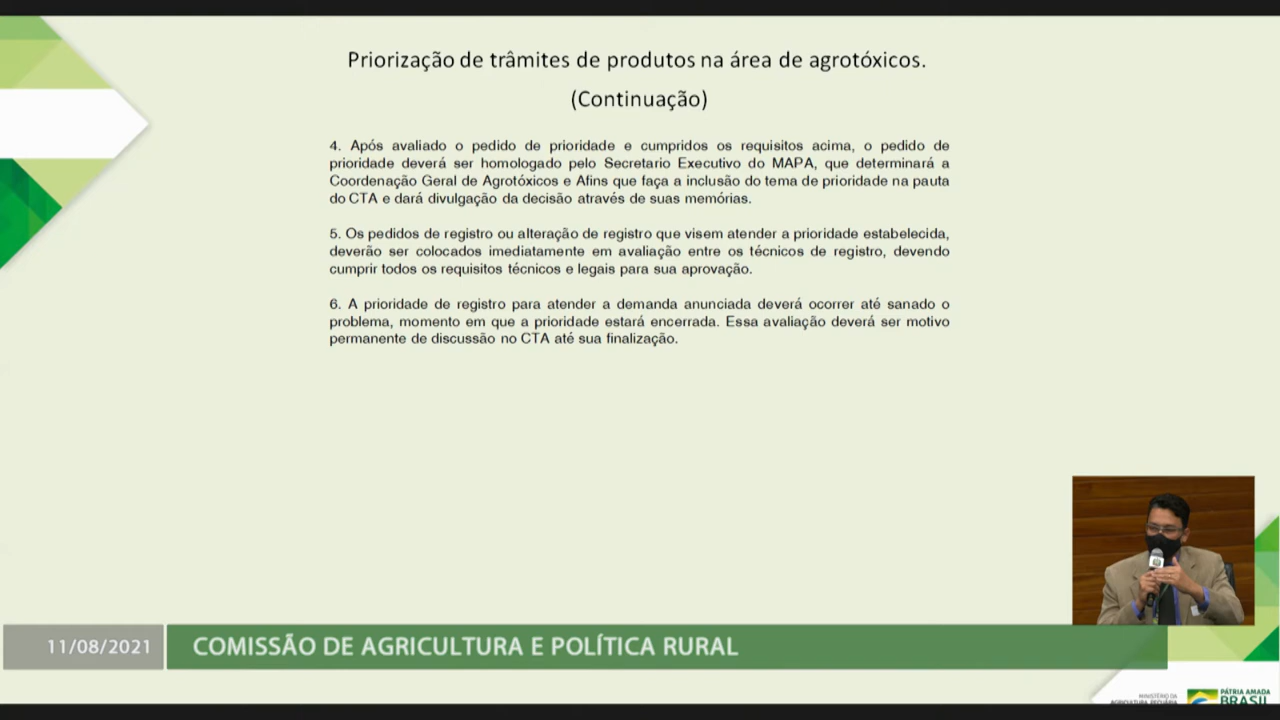 Priorização de trâmites de produtos na área de agrotóxicos.
(Continuação)
4. Após avaliado o pedido de prioridade e cumpridos os requisitos acima, o pedido de
prioridade deverá ser homologado pelo Secretario Executivo do MAPA, que determinará a
Coordenação Geral de Agrotóxicos e Afins que faça a inclusão do tema de prioridade na pauta
do CTA e dará divulgação da decisão através de suas memórias.
5. Os pedidos de registro ou alteração de registro que visem atender a prioridade estabelecida,
deverão ser colocados imediatamente em avaliação entre os técnicos de registro, devendo
cumprir todos os requisitos técnicos e legais para sua aprovação.
6. A prioridade de registro para atender a demanda anunciada deverá ocorrer até sanado o
problema, momento em que a prioridade estará encerrada. Essa avaliação deverá ser motivo
permanente de discussão no CTA até sua finalização.
11/08/2021
COMISSÃO DE AGRICULTURA E POLÍTICA RURAL
MINISTÉRIO DA
AGRICULTURA, PECUÁRIA
PÁTRIA AMADA
BRASIL